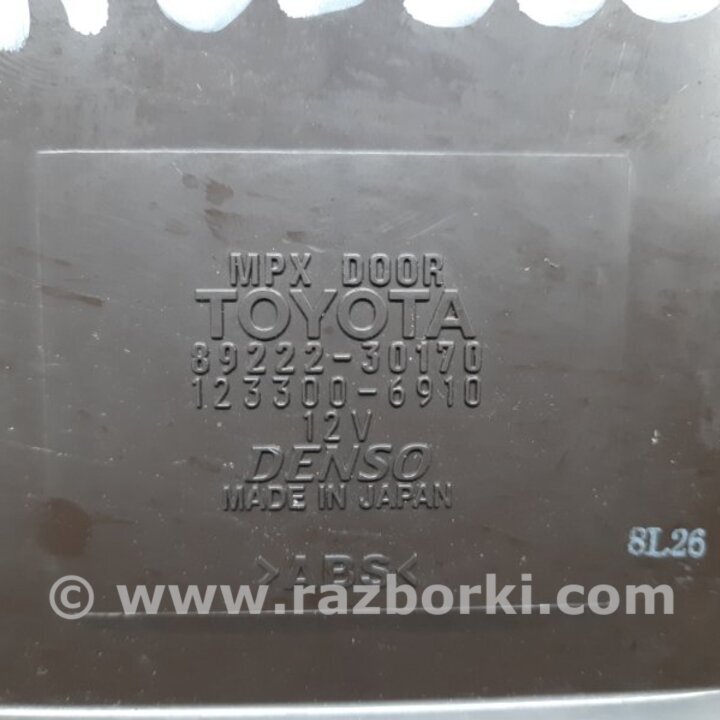 MPX DOOR
TOYOTA
89222-30170
123300-6910
12V
DENSO
MADE IN JAPAN
8L26
>ABS<
© www.razborki.com